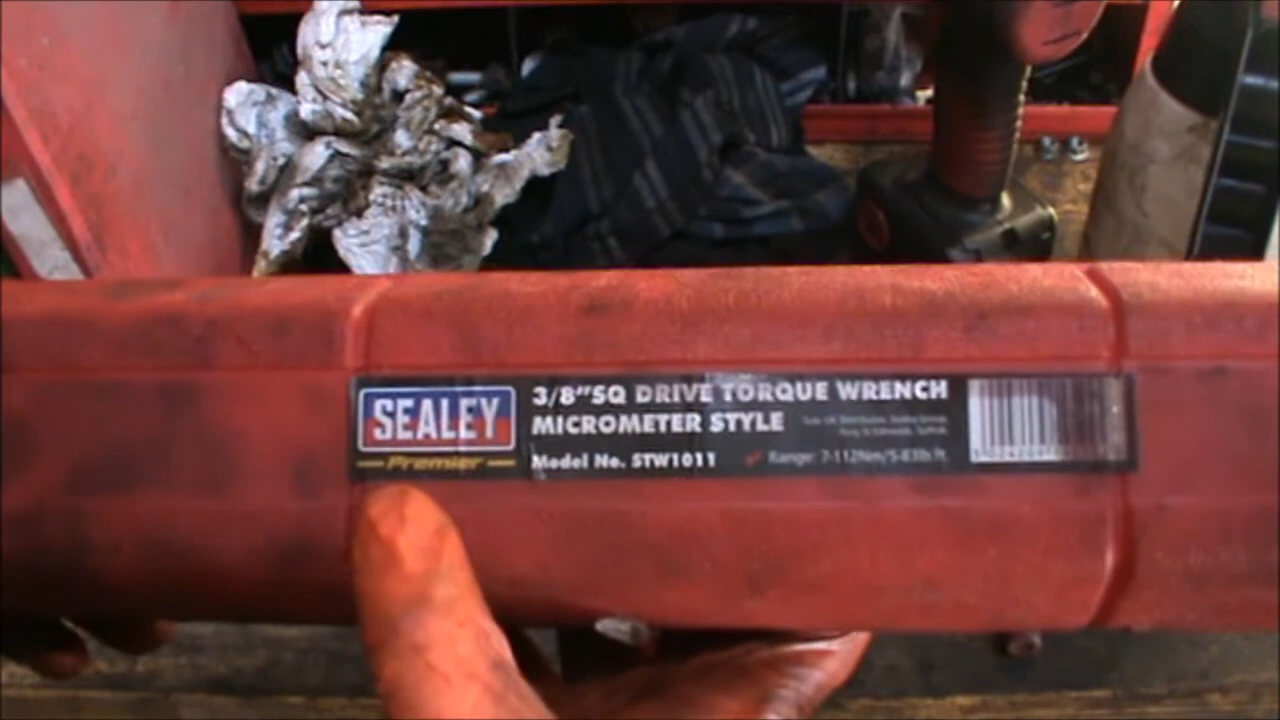 SEALEY
Premier
3/8"SQ DRIVE TORQUE WRENCH
MICROMETER STYLE
Model No. STW1011
Range: 7-112Nm/5-83lb.ft